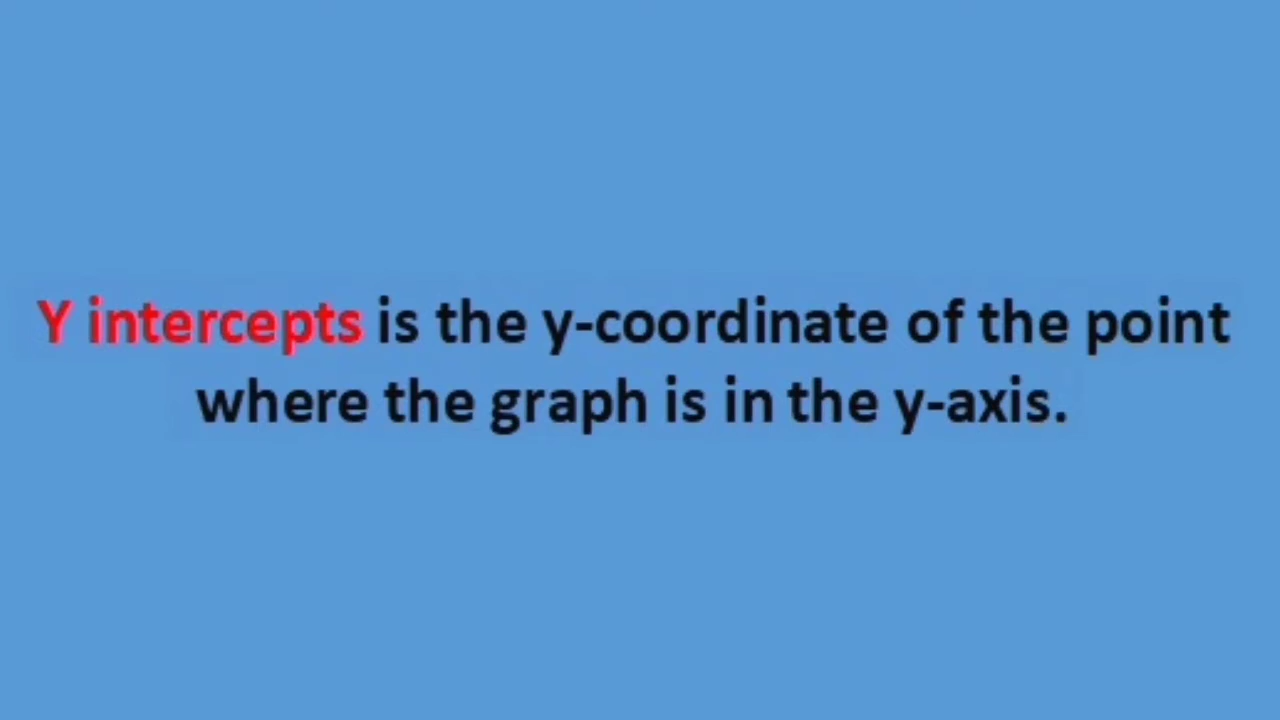 Y intercepts is the y-coordinate of the point
where the graph is in the y-axis.